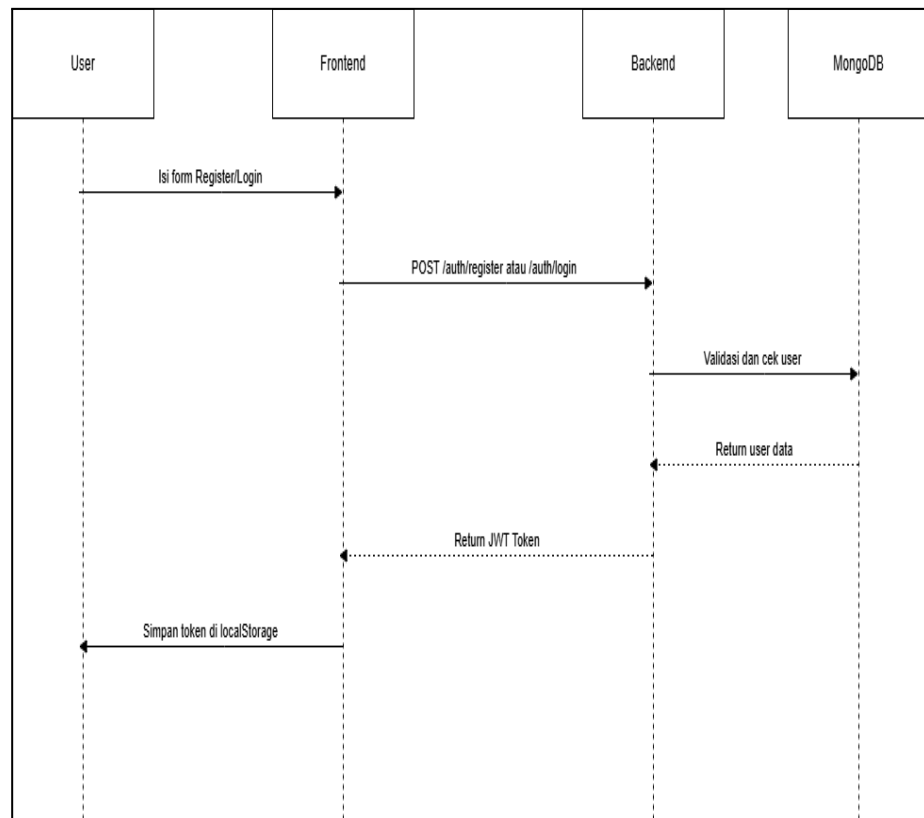 User
Frontend
Backend
MongoDB
Isi form Register/Login
POST /auth/register atau /auth/login
Validasi dan cek user
Return user data
Return JWT Token
Simpan token di localStorage